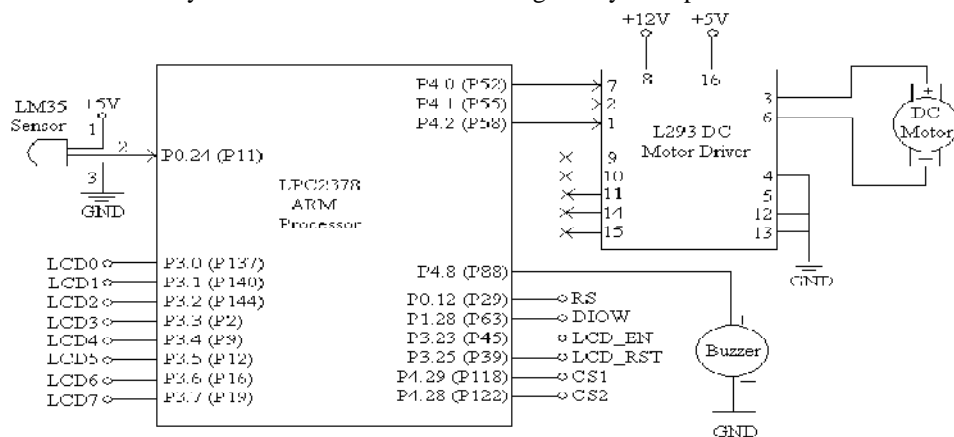 +12V +5V
8 16
LM35
Sensor
+5V
1
2
3
GND
P0.24 (P11)
LPC2378
ARM
Processor
P4.0 (P52)
P4.1 (P55)
P4.2 (P58)
7
2
1
9
10
11
14
15
L293 DC
Motor Driver
3
6
4
5
12
13
GND
+
DC
Motor
LCD0 P3.0 (P137)
LCD1 P3.1 (P140)
LCD2 P3.2 (P144)
LCD3 P3.3 (P2)
LCD4 P3.4 (P9)
LCD5 P3.5 (P12)
LCD6 P3.6 (P16)
LCD7 P3.7 (P19)
P4.8 (P88)
P0.12 (P29) RS
P1.28 (P63) DIOW
P3.23 (P45) LCD_EN
P3.25 (P39) LCD_RST
P4.29 (P118) CS1
P4.28 (P122) CS2
Buzzer
GND